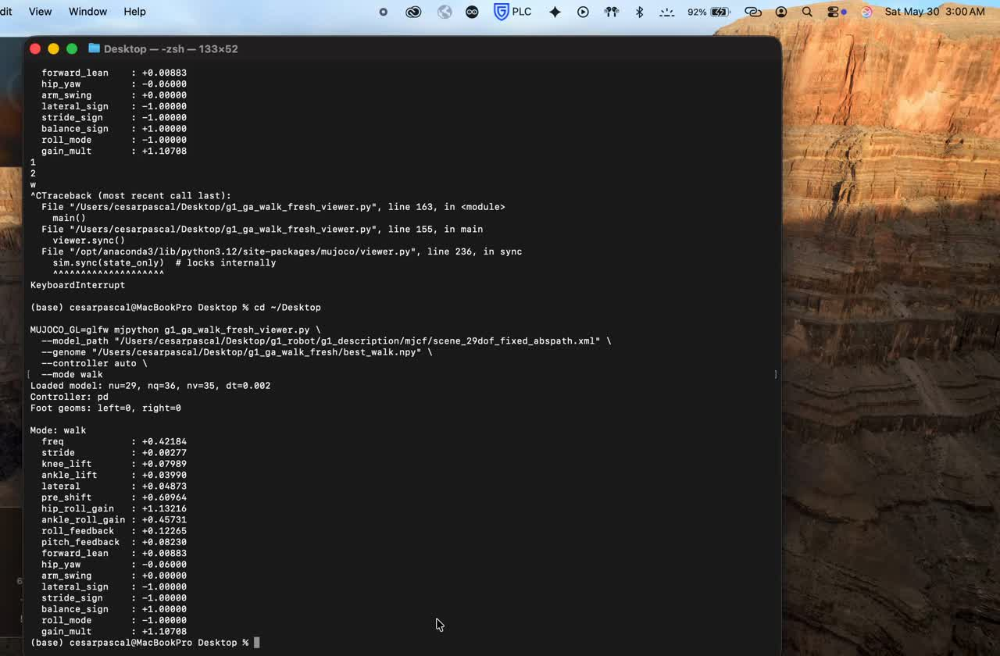 dit Window Help PLC 92% Sat May 30 3:00 AM
Desktop — -zsh — 133×52
forward_lean : +0.00883
hip_yaw : -0.06000
arm_swing : +0.00000
lateral_sign : -1.00000
stride_sign : -1.00000
balance_sign : +1.00000
roll_mode : -1.00000
gain_mult : +1.10708
1
2
w
^CTraceback (most recent call last):
File "/Users/cesarpascal/Desktop/g1_ga_walk_fresh_viewer.py", line 163, in <module>
main()
File "/Users/cesarpascal/Desktop/g1_ga_walk_fresh_viewer.py", line 155, in main
viewer.sync()
File "/opt/anaconda3/lib/python3.12/site-packages/mujoco/viewer.py", line 236, in sync
sim.sync(state_only)  # locks internally
^^^^^^^^^^^^^^^^^^^^
KeyboardInterrupt
(base) cesarpascal@MacBookPro Desktop % cd ~/Desktop
MUJOCO_GL=glfw mjpython g1_ga_walk_fresh_viewer.py \
--model_path "/Users/cesarpascal/Desktop/g1_robot/g1_description/mjcf/scene_29dof_fixed_abspath.xml" \
--genome "/Users/cesarpascal/Desktop/g1_ga_walk_fresh/best_walk.npy" \
--controller auto \
[ --mode walk ]
Loaded model: nu=29, nq=36, nv=35, dt=0.002
Controller: pd
Foot geoms: left=0, right=0
Mode: walk
freq : +0.42184
stride : +0.00277
knee_lift : +0.07989
ankle_lift : +0.03990
lateral : +0.04873
pre_shift : +0.60964
hip_roll_gain : +1.13216
ankle_roll_gain : +0.45731
roll_feedback : +0.12265
pitch_feedback : +0.08230
forward_lean : +0.00883
hip_yaw : -0.06000
arm_swing : +0.00000
lateral_sign : -1.00000
stride_sign : -1.00000
balance_sign : +1.00000
roll_mode : -1.00000
gain_mult : +1.10708
(base) cesarpascal@MacBookPro Desktop %